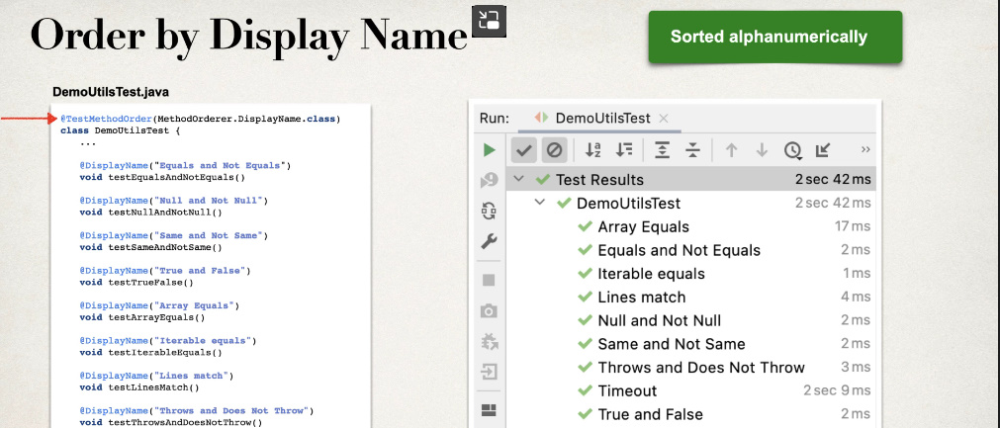 Order by Display Name
Sorted alphanumerically
DemoUtilsTest.java
@TestMethodOrder(MethodOrderer.DisplayName.class)
class DemoUtilsTest {
...
@DisplayName("Equals and Not Equals")
void testEqualsAndNotEquals()
@DisplayName("Null and Not Null")
void testNullAndNotNull()
@DisplayName("Same and Not Same")
void testSameAndNotSame()
@DisplayName("True and False")
void testTrueFalse()
@DisplayName("Array Equals")
void testArrayEquals()
@DisplayName("Iterable equals")
void testIterableEquals()
@DisplayName("Lines match")
void testLinesMatch()
@DisplayName("Throws and Does Not Throw")
void testThrowsAndDoesNotThrow()
Run: DemoUtilsTest
Test Results 2 sec 42 ms
DemoUtilsTest 2 sec 42 ms
Array Equals 17 ms
Equals and Not Equals 2 ms
Iterable equals 1 ms
Lines match 4 ms
Null and Not Null 2 ms
Same and Not Same 2 ms
Throws and Does Not Throw 3 ms
Timeout 2 sec 9 ms
True and False 2 ms